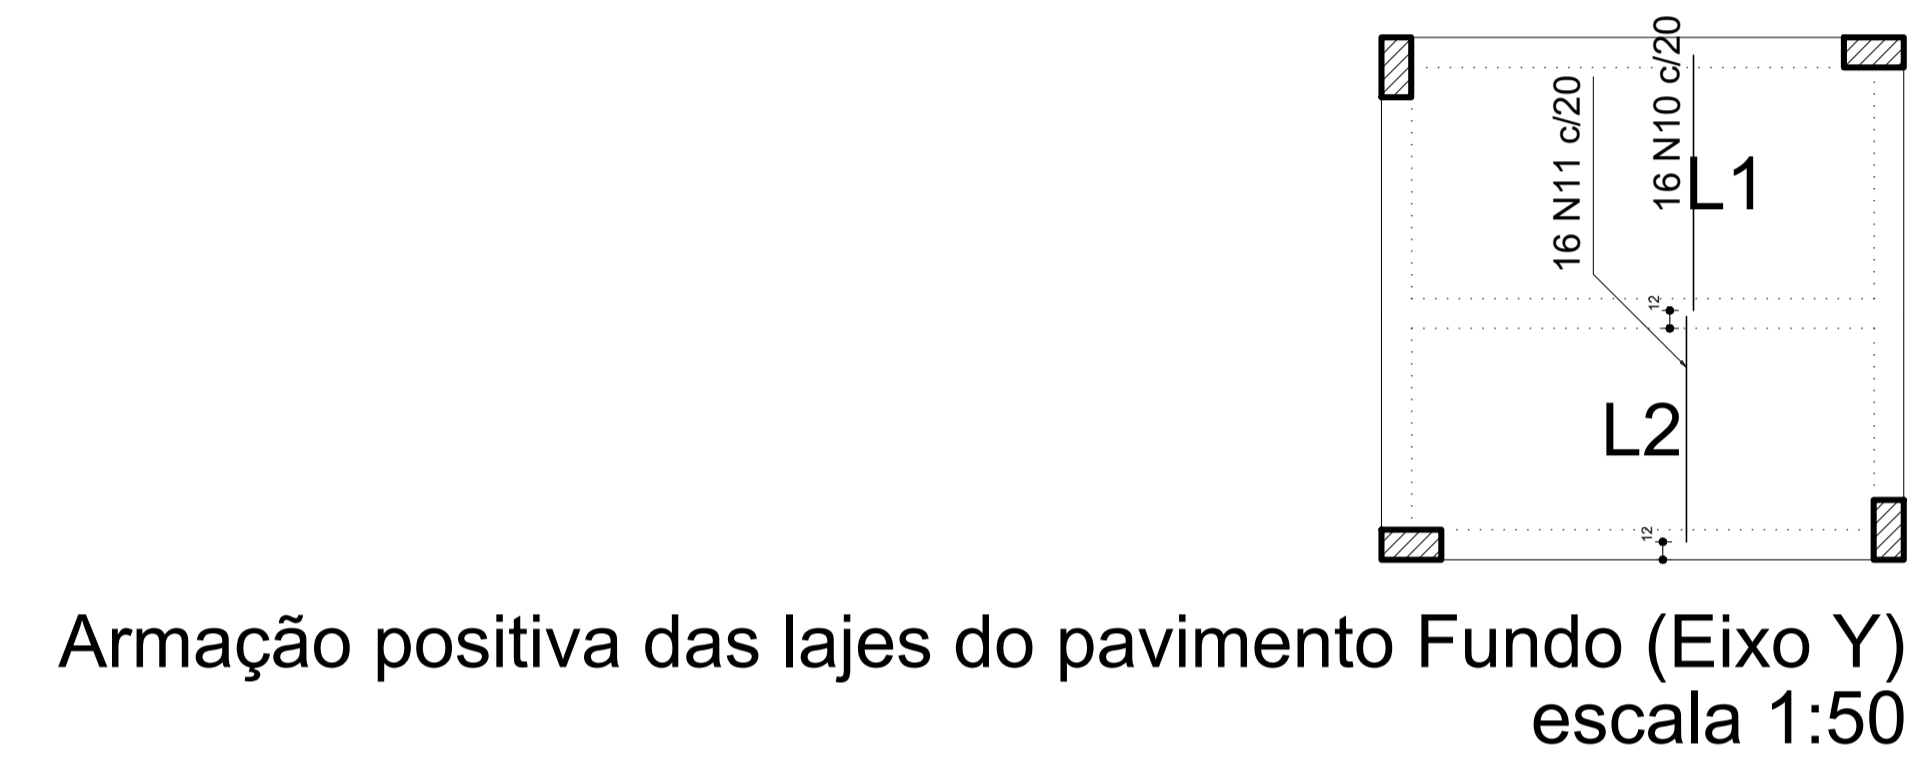 16 N11 c/20
16 N10 c/20
L1
12
L2
12
Armação positiva das lajes do pavimento Fundo (Eixo Y)
escala 1:50